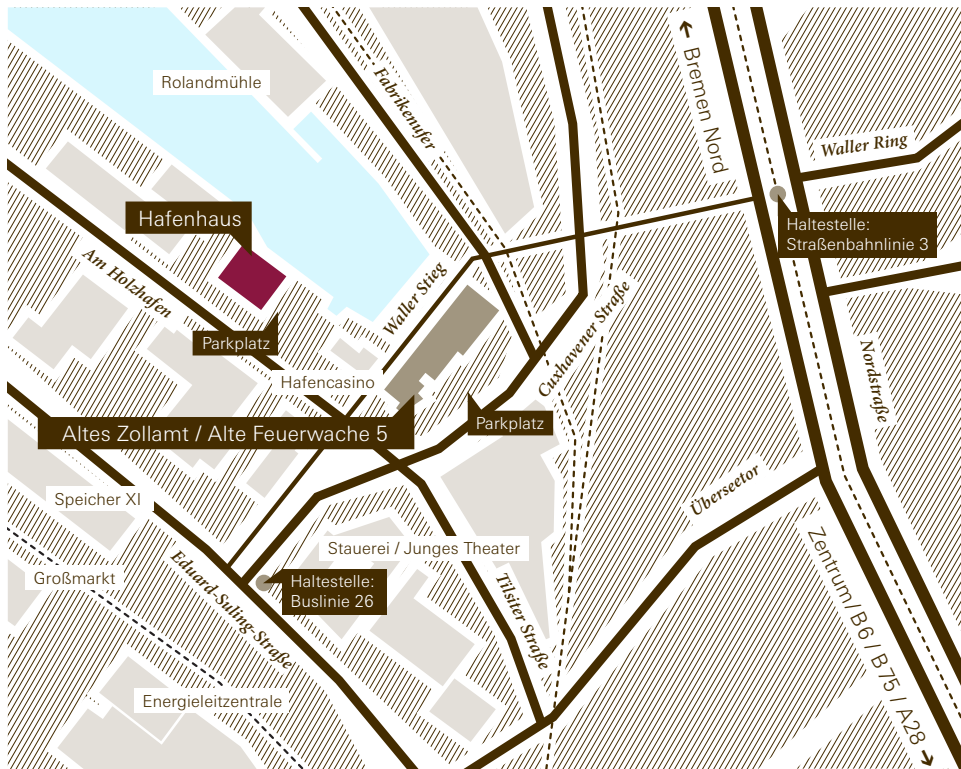 Rolandmühle
Fabrikenufer
Bremen Nord
Waller Ring
Hafenhaus
Haltestelle:
Straßenbahnlinie 3
Am Holzhafen
Waller Stieg
Cuxhavener Straße
Parkplatz
Nordstraße
Hafencasino
Parkplatz
Altes Zollamt / Alte Feuerwache 5
Speicher XI
Überseetor
Stauerei / Junges Theater
Großmarkt
Haltestelle:
Buslinie 26
Eduard-Suling-Straße
Tilsiter Straße
Zentrum / B6 / B75 / A28
Energieleitzentrale